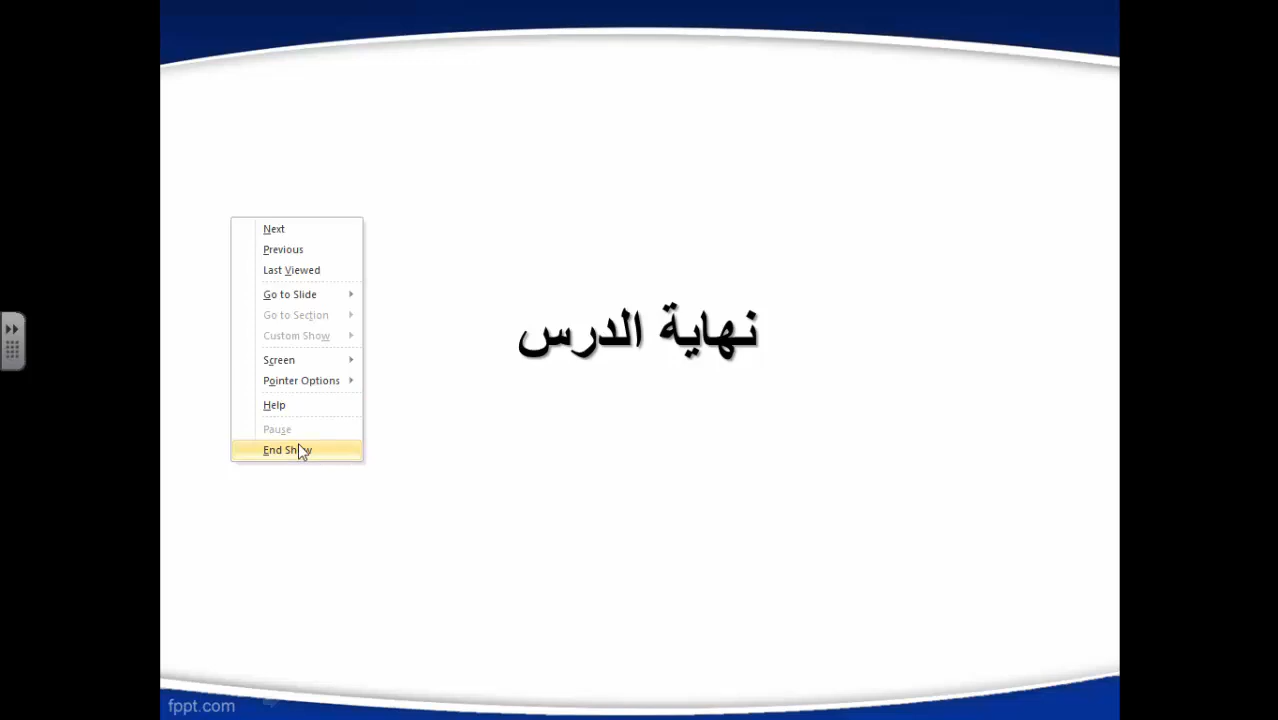 Next
Previous
Last Viewed
Go to Slide
Go to Section
Custom Show
Screen
Pointer Options
Help
Pause
End Show
نهاية الدرس
fppt.com